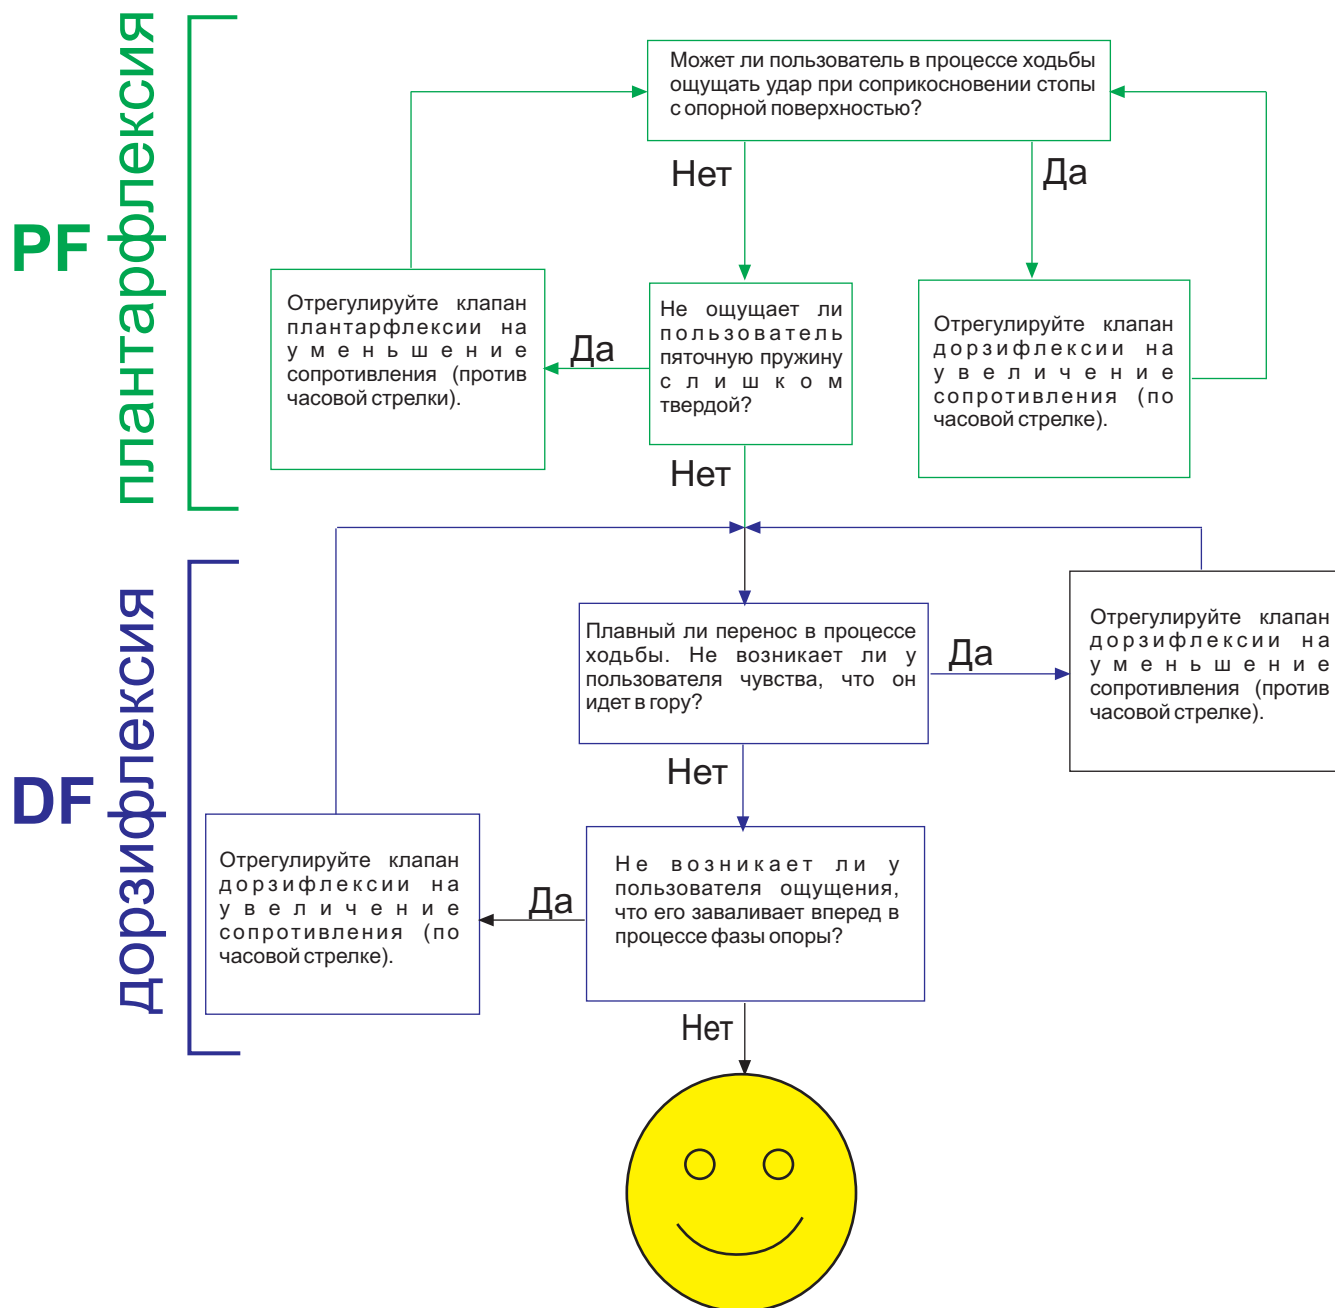 PF
плантарфлексия
Может ли пользователь в процессе ходьбы
ощущать удар при соприкосновении стопы
с опорной поверхностью?
Нет
Да
Отрегулируйте клапан
плантарфлексии на
уменьшение
сопротивления (против
часовой стрелки).
Да
Не ощущает ли
пользователь
пяточную пружину
слишком
твердой?
Отрегулируйте клапан
дорзифлексии на
увеличение
сопротивления (по
часовой стрелке).
Нет
DF
дорзифлексия
Плавный ли перенос в процессе
ходьбы. Не возникает ли у
пользователя чувства, что он
идет в гору?
Да
Отрегулируйте клапан
дорзифлексии на
уменьшение
сопротивления (против
часовой стрелке).
Нет
Отрегулируйте клапан
дорзифлексии на
увеличение
сопротивления (по
часовой стрелке).
Да
Не возникает ли у
пользователя ощущения,
что его заваливает вперед в
процессе фазы опоры?
Нет